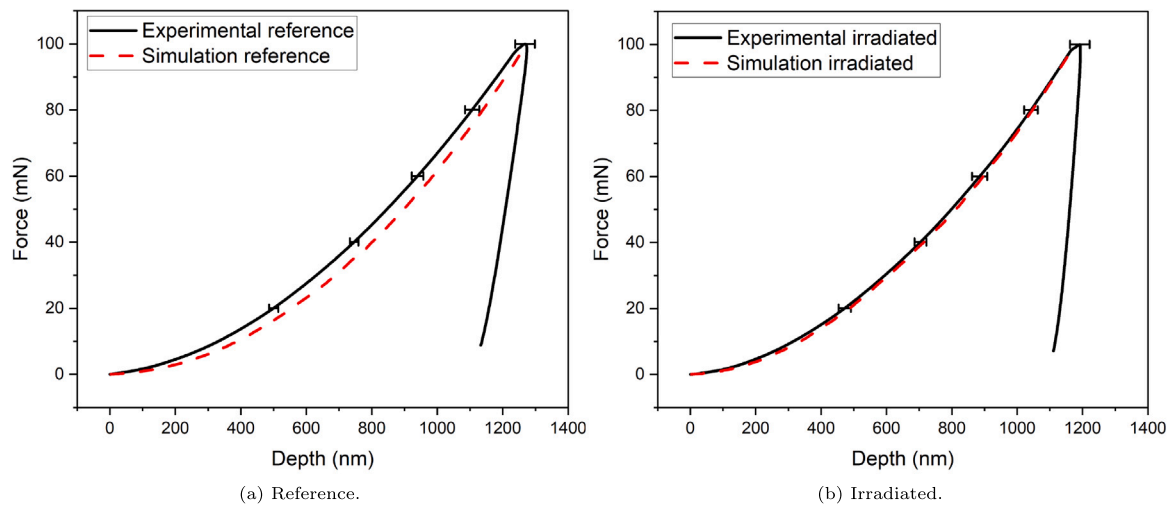 Experimental reference
Simulation reference
100
80
60
40
20
0
Force (mN)
0
200
400
600
800
1000
1200
1400
Depth (nm)
(a) Reference.
Experimental irradiated
Simulation irradiated
100
80
60
40
20
0
Force (mN)
0
200
400
600
800
1000
1200
1400
Depth (nm)
(b) Irradiated.